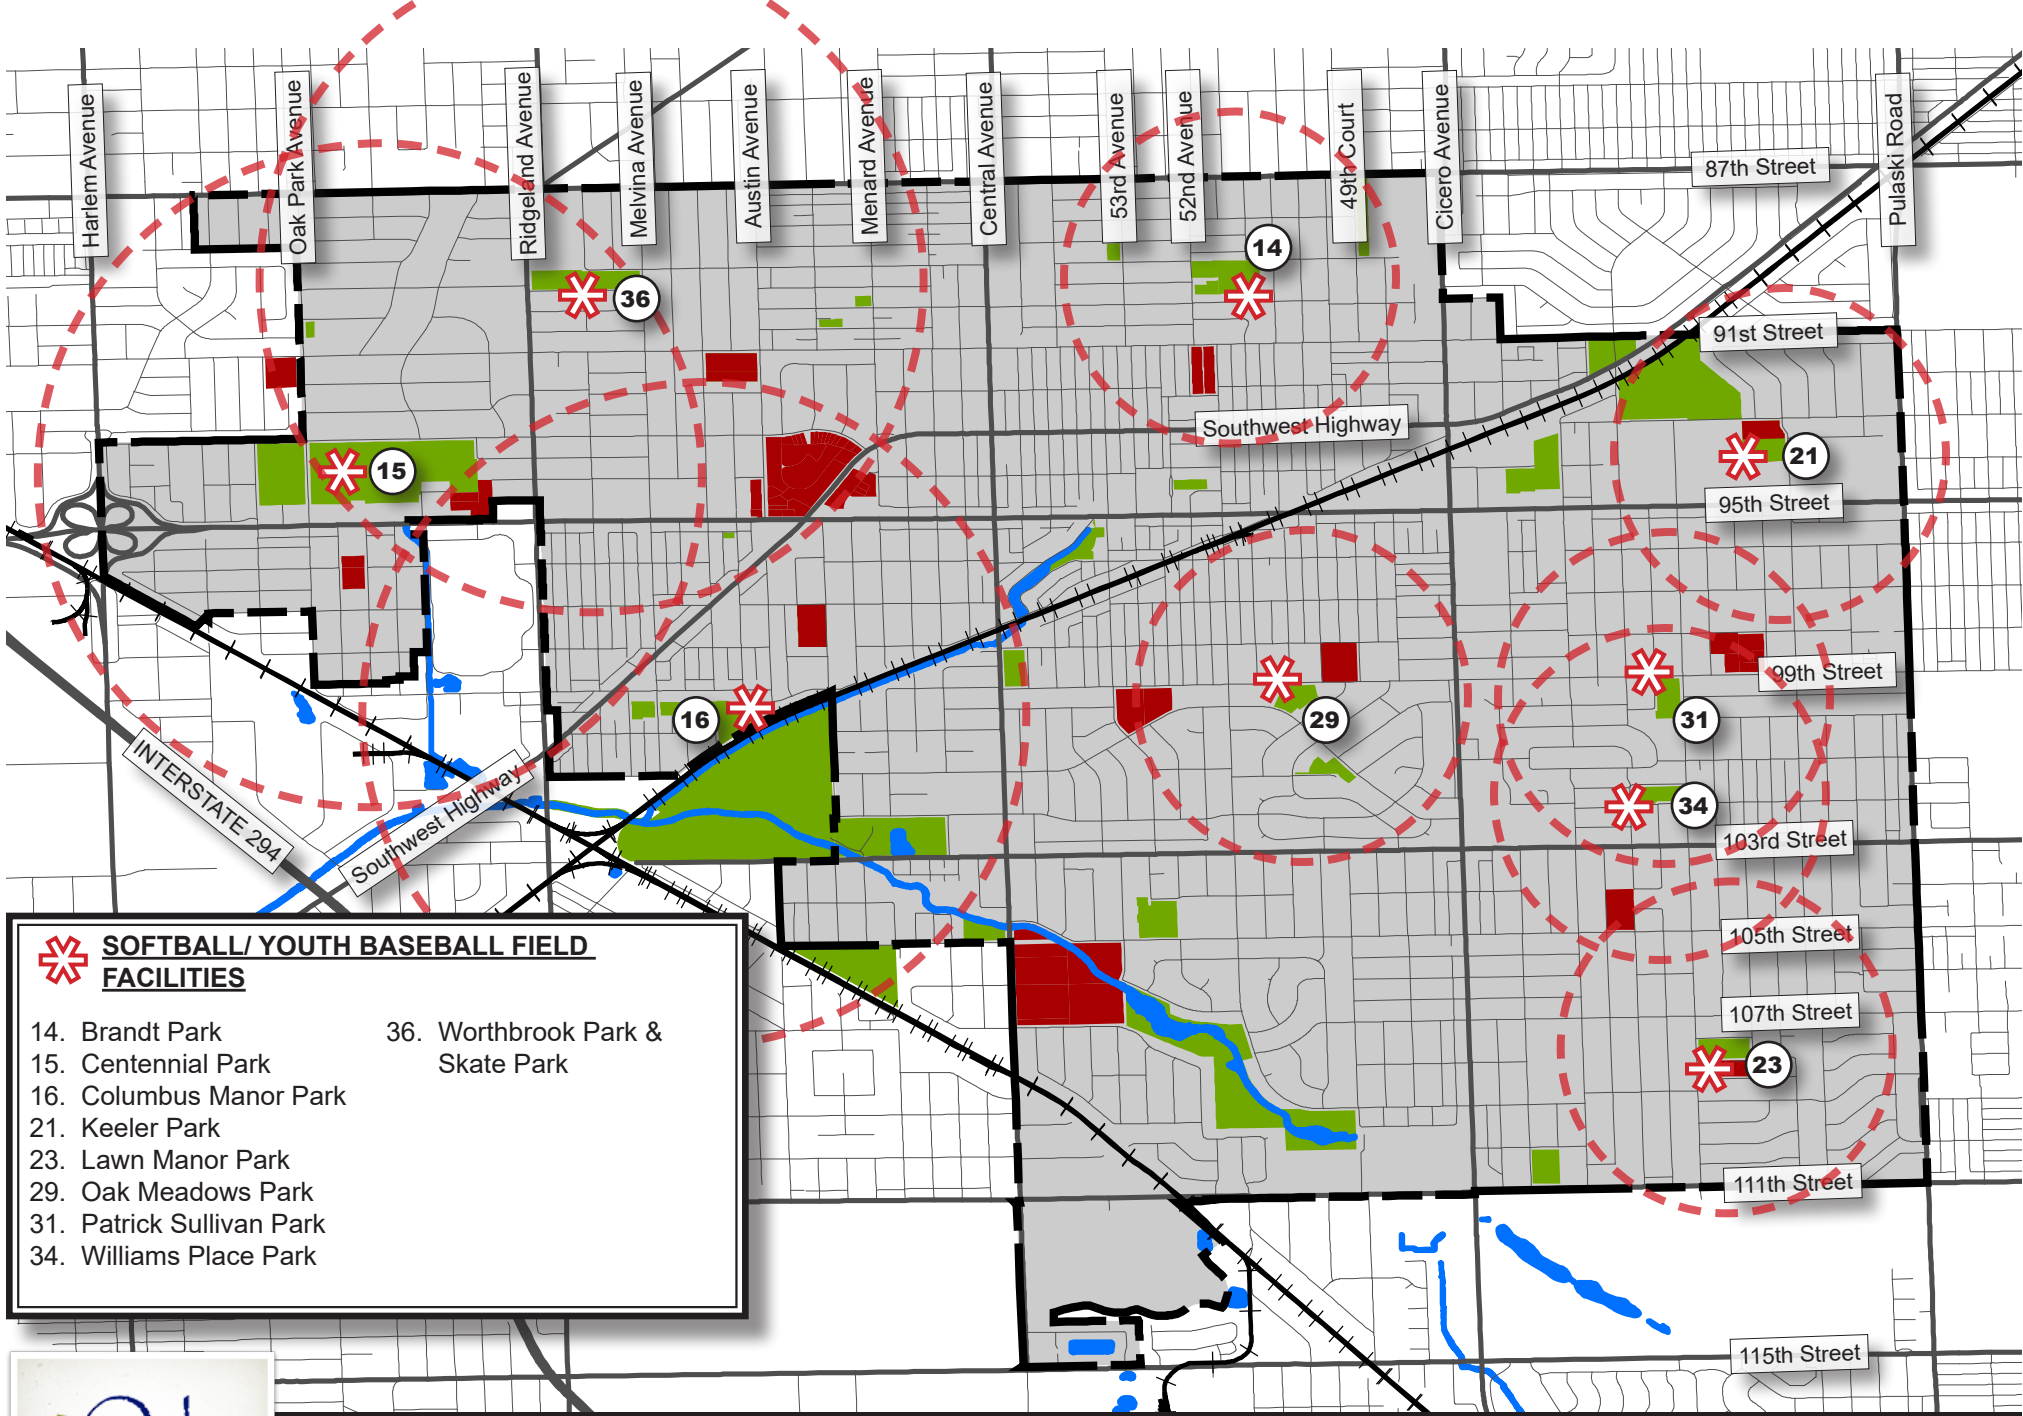 Harlem Avenue
Oak Park Avenue
Ridgeland Avenue
Melvina Avenue
Austin Avenue
Menard Avenue
Central Avenue
53rd Avenue
52nd Avenue
49th Court
Cicero Avenue
Pulaski Road
87th Street
14
36
91st Street
Southwest Highway
15
21
95th Street
99th Street
16
29
31
INTERSTATE 294
Southwest Highway
34
103rd Street
105th Street
107th Street
23
111th Street
115th Street
SOFTBALL/ YOUTH BASEBALL FIELD
FACILITIES
14. Brandt Park
15. Centennial Park
16. Columbus Manor Park
21. Keeler Park
23. Lawn Manor Park
29. Oak Meadows Park
31. Patrick Sullivan Park
34. Williams Place Park
36. Worthbrook Park &
Skate Park